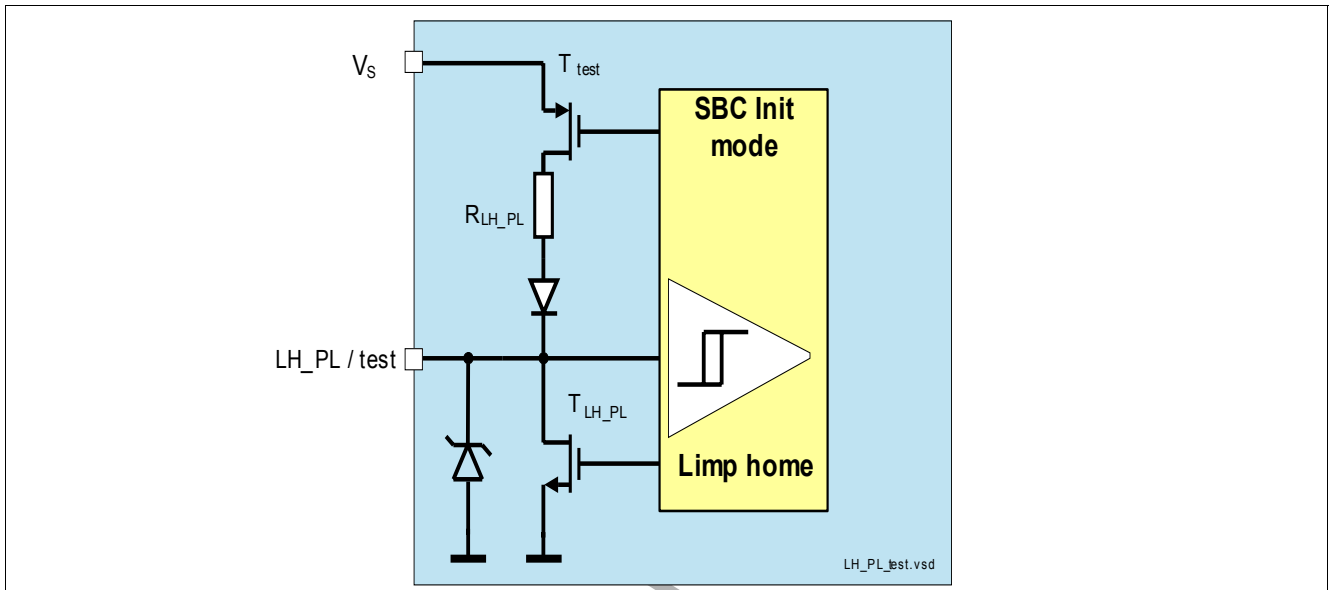 V_S
T_test
SBC Init
mode
R_LH_PL
LH_PL / test
T_LH_PL
Limp home
LH_PL_test.vsd